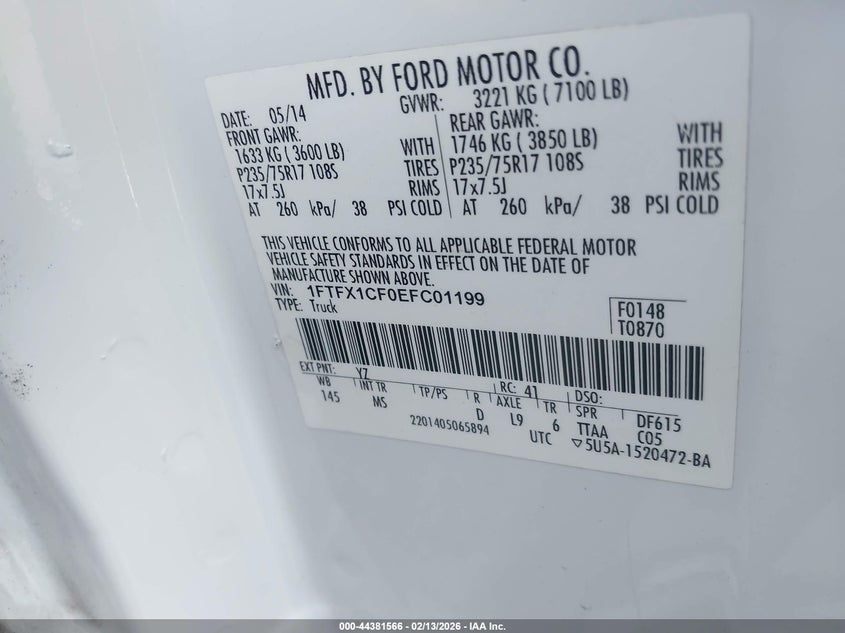 MFD. BY FORD MOTOR CO.
DATE: 05/14
GVWR: 3221 KG ( 7100 LB)
FRONT GAWR:
1633 KG ( 3600 LB) WITH
P235/75R17 108S TIRES
17x7.5J RIMS
AT 260 kPa/ 38 PSI COLD
REAR GAWR:
1746 KG ( 3850 LB) WITH
P235/75R17 108S TIRES
17x7.5J RIMS
AT 260 kPa/ 38 PSI COLD
THIS VEHICLE CONFORMS TO ALL APPLICABLE FEDERAL MOTOR
VEHICLE SAFETY STANDARDS IN EFFECT ON THE DATE OF
MANUFACTURE SHOWN ABOVE.
VIN: 1FTFX1CF0EFC01199
TYPE: Truck
F0148
T0870
EXT PNT: YZ RC: 41 DSO:
WB INT TR TP/PS R AXLE TR SPR DF615
145 MS D L9 6 TTAA C05
2201405065894 UTC ▽5U5A-1520472-BA
000-44381566 - 02/13/2026 - IAA Inc.